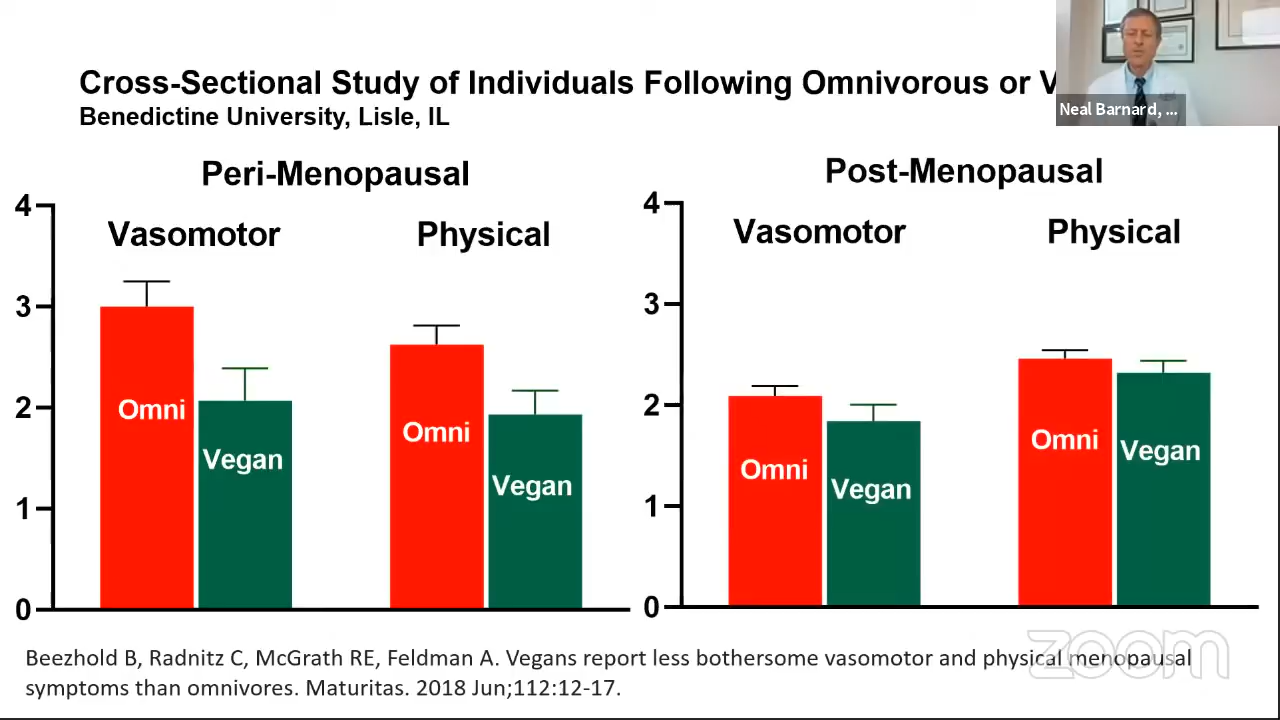 Cross-Sectional Study of Individuals Following Omnivorous or V
Benedictine University, Lisle, IL
Neal Barnard, ...
Peri-Menopausal
Vasomotor Physical
4
3
2
1
0
Omni
Vegan
Omni
Vegan
Post-Menopausal
Vasomotor Physical
4
3
2
1
0
Omni
Vegan
Omni
Vegan
Beezhold B, Radnitz C, McGrath RE, Feldman A. Vegans report less bothersome vasomotor and physical menopausal
symptoms than omnivores. Maturitas. 2018 Jun;112:12-17.
zoom